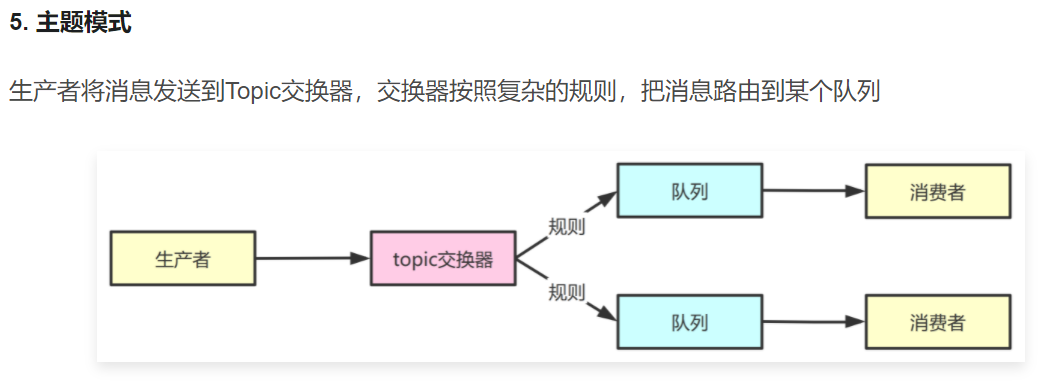 5. 主题模式
生产者将消息发送到Topic交换器，交换器按照复杂的规则，把消息路由到某个队列
队列
消费者
规则
生产者
topic交换器
规则
队列
消费者